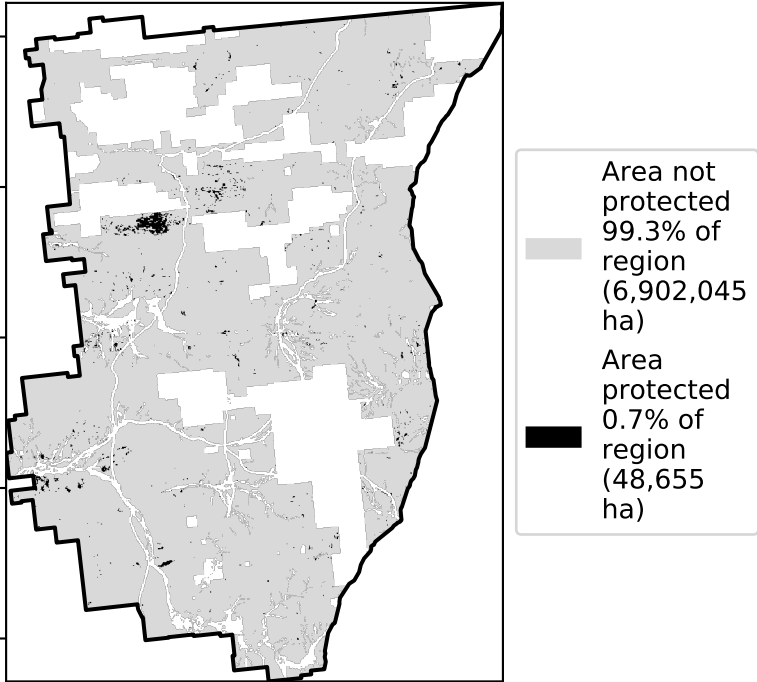 Area not
protected
99.3% of
region
(6,902,045
ha)
Area
protected
0.7% of
region
(48,655
ha)